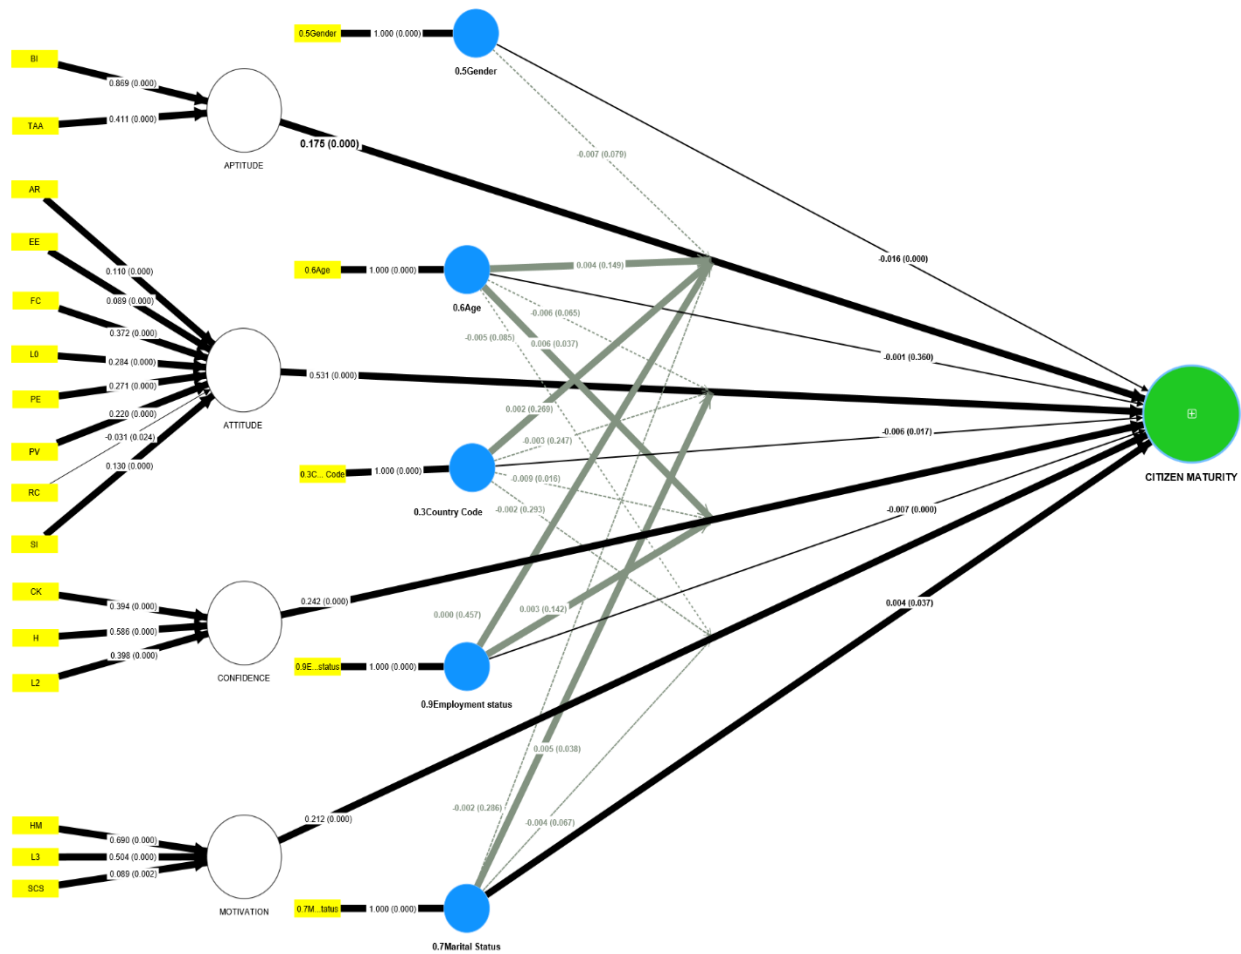 0.5Gender
1.000 (0.000)
0.5Gender
BI
0.869 (0.000)
TAA
0.411 (0.000)
APTITUDE
0.175 (0.000)
-0.007 (0.079)
AR
EE
FC
L0
PE
PV
RC
SI
0.110 (0.000)
0.089 (0.000)
0.372 (0.000)
0.284 (0.000)
0.271 (0.000)
0.220 (0.000)
-0.031 (0.024)
0.130 (0.000)
ATTITUDE
0.531 (0.000)
0.6Age
1.000 (0.000)
0.6Age
0.004 (0.149)
-0.006 (0.065)
-0.005 (0.085)
0.006 (0.037)
-0.016 (0.000)
-0.001 (0.360)
0.002 (0.269)
-0.003 (0.247)
-0.006 (0.017)
0.3C... Code
1.000 (0.000)
0.3Country Code
-0.009 (0.016)
-0.002 (0.293)
CITIZEN MATURITY
-0.007 (0.000)
CK
H
L2
0.394 (0.000)
0.586 (0.000)
0.398 (0.000)
CONFIDENCE
0.242 (0.000)
0.000 (0.457)
0.003 (0.142)
0.004 (0.037)
0.9E...status
1.000 (0.000)
0.9Employment status
0.005 (0.038)
-0.002 (0.286)
-0.004 (0.067)
HM
L3
SCS
0.690 (0.000)
0.504 (0.000)
0.089 (0.002)
MOTIVATION
0.212 (0.000)
0.7M...tatus
1.000 (0.000)
0.7Marital Status